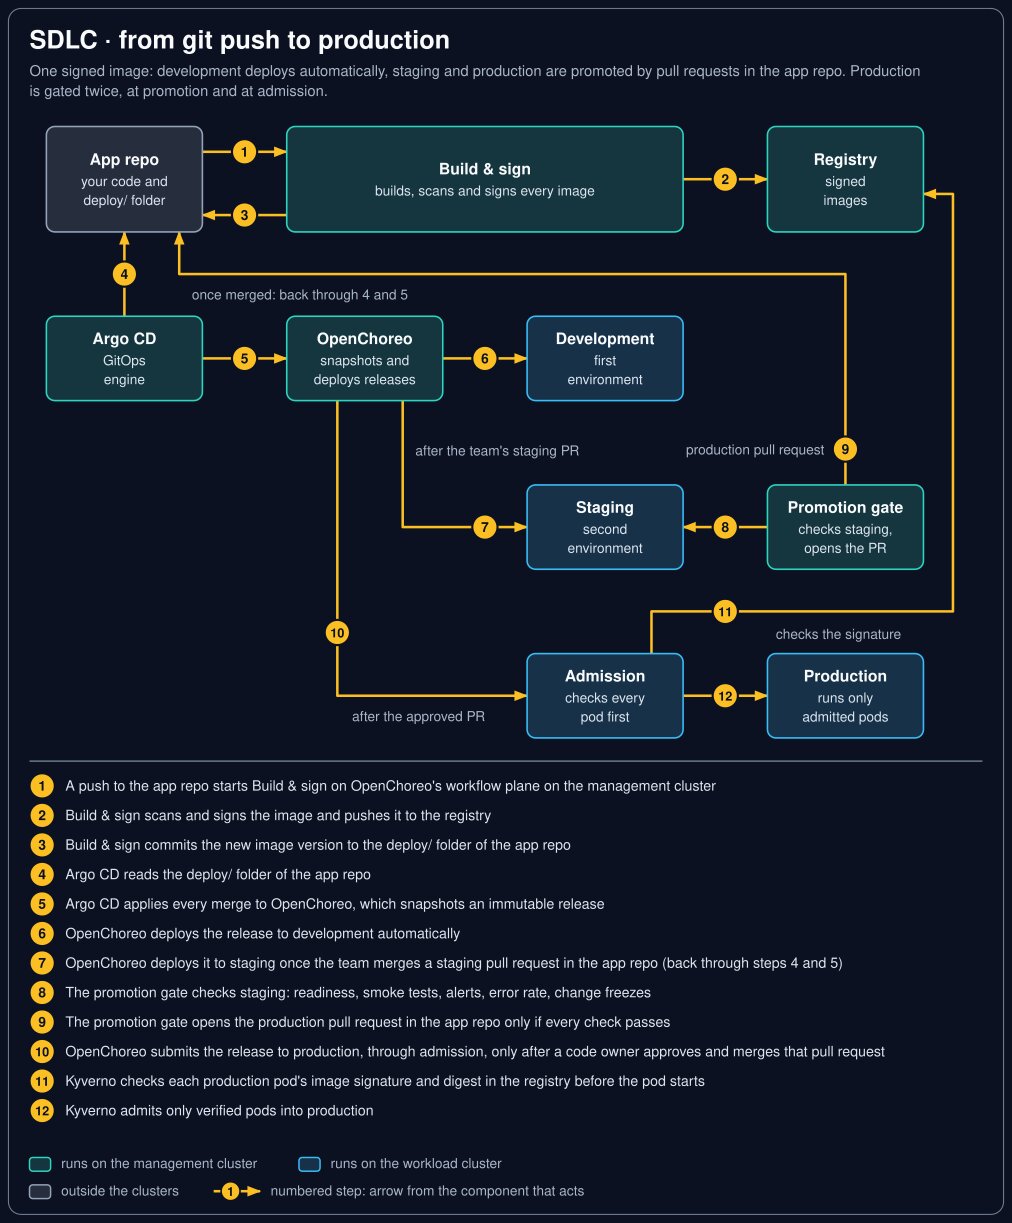 SDLC · from git push to production
One signed image: development deploys automatically, staging and production are promoted by pull requests in the app repo. Production
is gated twice, at promotion and at admission.
App repo
your code and
deploy/ folder
1
Build & sign
builds, scans and signs every image
2
Registry
signed
images
3
4
once merged: back through 4 and 5
Argo CD
GitOps
engine
5
OpenChoreo
snapshots and
deploys releases
6
Development
first
environment
after the team's staging PR
production pull request
9
7
Staging
second
environment
8
Promotion gate
checks staging,
opens the PR
11
10
checks the signature
Admission
checks every
pod first
12
Production
runs only
admitted pods
after the approved PR
1 A push to the app repo starts Build & sign on OpenChoreo's workflow plane on the management cluster
2 Build & sign scans and signs the image and pushes it to the registry
3 Build & sign commits the new image version to the deploy/ folder of the app repo
4 Argo CD reads the deploy/ folder of the app repo
5 Argo CD applies every merge to OpenChoreo, which snapshots an immutable release
6 OpenChoreo deploys the release to development automatically
7 OpenChoreo deploys it to staging once the team merges a staging pull request in the app repo (back through steps 4 and 5)
8 The promotion gate checks staging: readiness, smoke tests, alerts, error rate, change freezes
9 The promotion gate opens the production pull request in the app repo only if every check passes
10 OpenChoreo submits the release to production, through admission, only after a code owner approves and merges that pull request
11 Kyverno checks each production pod's image signature and digest in the registry before the pod starts
12 Kyverno admits only verified pods into production
runs on the management cluster
runs on the workload cluster
outside the clusters
1 numbered step: arrow from the component that acts